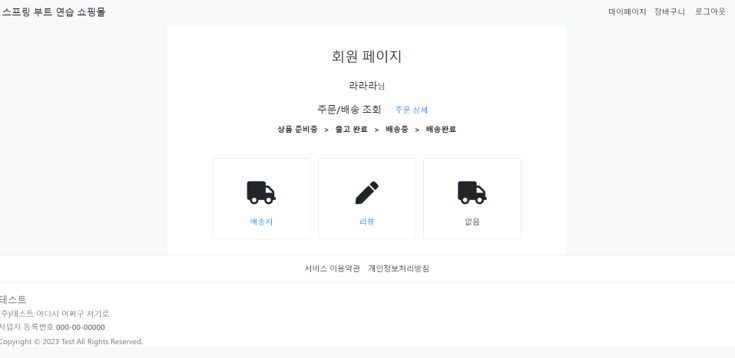 스프링 부트 연습 쇼핑몰 마이페이지 장바구니 로그아웃
회원 페이지
라라라님
주문/배송 조회 주문 상세
상품 준비중 > 출고 완료 > 배송중 > 배송완료
배송지 리뷰 없음
서비스 이용약관 개인정보처리방침
테스트
(주)테스트 어디시 어쩌구 저기로
사업자 등록번호 000-00-00000
Copyright © 2023 Test All Rights Reserved.